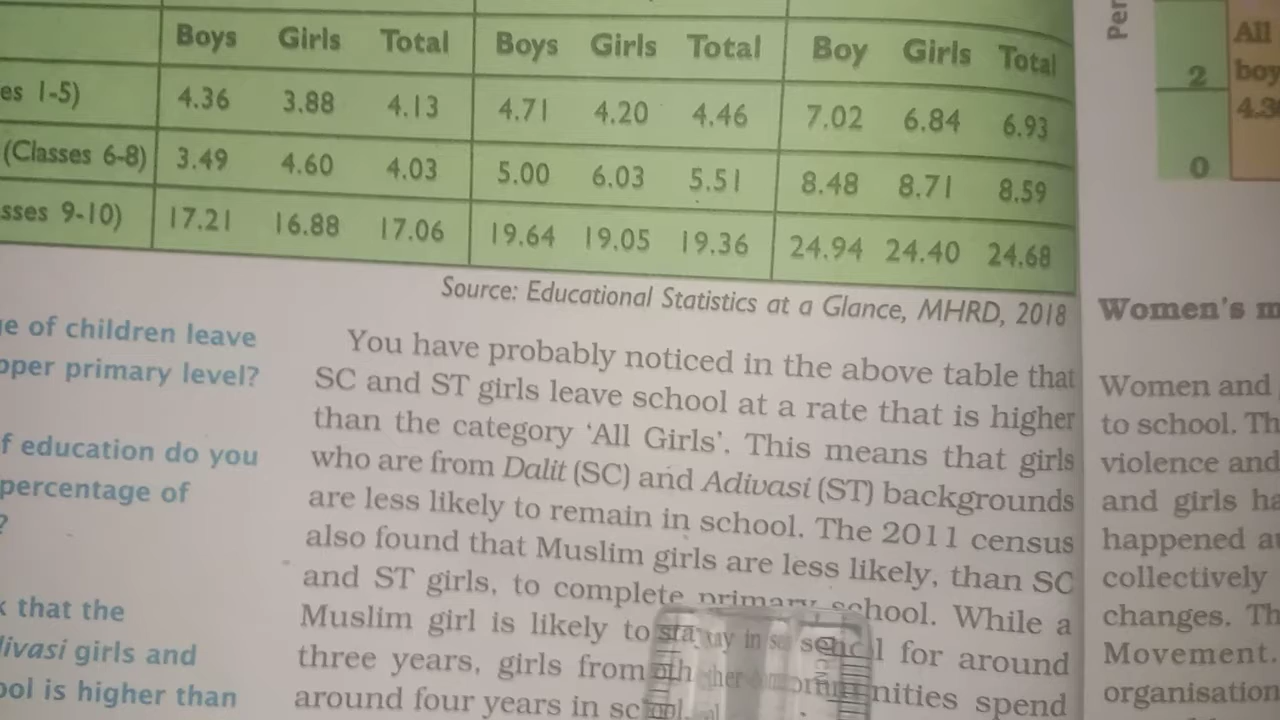 Boys Girls Total Boys Girls Total Boy Girls Total
es 1-5) 4.36 3.88 4.13 4.71 4.20 4.46 7.02 6.84 6.93
(Classes 6-8) 3.49 4.60 4.03 5.00 6.03 5.51 8.48 8.71 8.59
sses 9-10) 17.21 16.88 17.06 19.64 19.05 19.36 24.94 24.40 24.68
Source: Educational Statistics at a Glance, MHRD, 2018
e of children leave
pper primary level?
f education do you
percentage of
?
k that the
livasi girls and
ool is higher than
You have probably noticed in the above table that
SC and ST girls leave school at a rate that is higher
than the category 'All Girls'. This means that girls
who are from Dalit (SC) and Adivasi (ST) backgrounds
are less likely to remain in school. The 2011 census
also found that Muslim girls are less likely, than SC
and ST girls, to complete primary school. While a
Muslim girl is likely to in for around
three years, girls from spend
around four years in
Per
2
0
All
boy
4.3
Women's m
Women and
to school. Th
violence and
and girls ha
happened at
collectively
changes. Th
Movement.
organisation